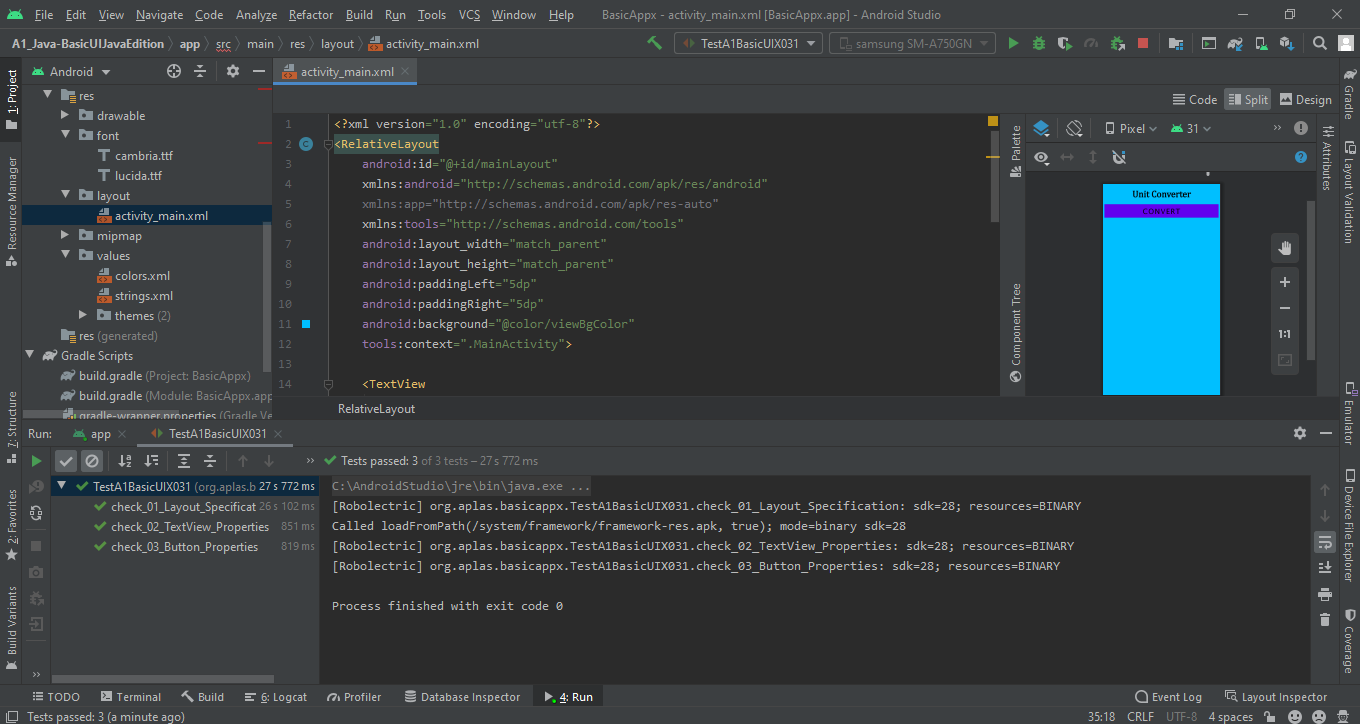 File Edit View Navigate Code Analyze Refactor Build Run Tools VCS Window Help BasicAppx - activity_main.xml [BasicAppx.app] - Android Studio
A1_Java-BasicUIJavaEdition app src main res layout activity_main.xml TestA1BasicUIX031 samsung SM-A750GN
1: Project
Resource Manager
7: Structure
2: Favorites
Build Variants
Android
res
drawable
font
cambria.ttf
lucida.ttf
layout
activity_main.xml
mipmap
values
colors.xml
strings.xml
themes (2)
res (generated)
Gradle Scripts
build.gradle (Project: BasicAppx)
build.gradle (Module: BasicAppx.app
gradle-wrapper.properties (Gradle Ve
activity_main.xml
Code Split Design
1 <?xml version="1.0" encoding="utf-8"?>
2 <RelativeLayout
3 android:id="@+id/mainLayout"
4 xmlns:android="http://schemas.android.com/apk/res/android"
5 xmlns:app="http://schemas.android.com/apk/res-auto"
6 xmlns:tools="http://schemas.android.com/tools"
7 android:layout_width="match_parent"
8 android:layout_height="match_parent"
9 android:paddingLeft="5dp"
10 android:paddingRight="5dp"
11 android:background="@color/viewBgColor"
12 tools:context=".MainActivity">
13
14 <TextView
RelativeLayout
Palette
Component Tree
Pixel 31
Unit Converter
CONVERT
1:1
Attributes
Gradle
Layout Validation
Emulator
Device File Explorer
Coverage
Run: app TestA1BasicUIX031
Tests passed: 3 of 3 tests – 27 s 772 ms
TestA1BasicUIX031 (org.aplas.b 27 s 772 ms
check_01_Layout_Specificat 26 s 102 ms
check_02_TextView_Properties 851 ms
check_03_Button_Properties 819 ms
C:\AndroidStudio\jre\bin\java.exe ...
[Robolectric] org.aplas.basicappx.TestA1BasicUIX031.check_01_Layout_Specification: sdk=28; resources=BINARY
Called loadFromPath(/system/framework/framework-res.apk, true); mode=binary sdk=28
[Robolectric] org.aplas.basicappx.TestA1BasicUIX031.check_02_TextView_Properties: sdk=28; resources=BINARY
[Robolectric] org.aplas.basicappx.TestA1BasicUIX031.check_03_Button_Properties: sdk=28; resources=BINARY
Process finished with exit code 0
TODO Terminal Build 6: Logcat Profiler Database Inspector 4: Run Event Log Layout Inspector
Tests passed: 3 (a minute ago) 35:18 CRLF UTF-8 4 spaces